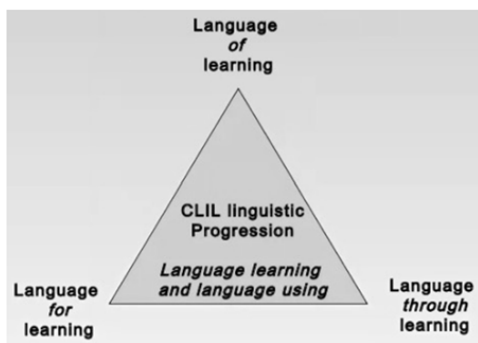 Language
of
learning
CLIL linguistic
Progression
Language learning
and language using
Language
for
learning
Language
through
learning